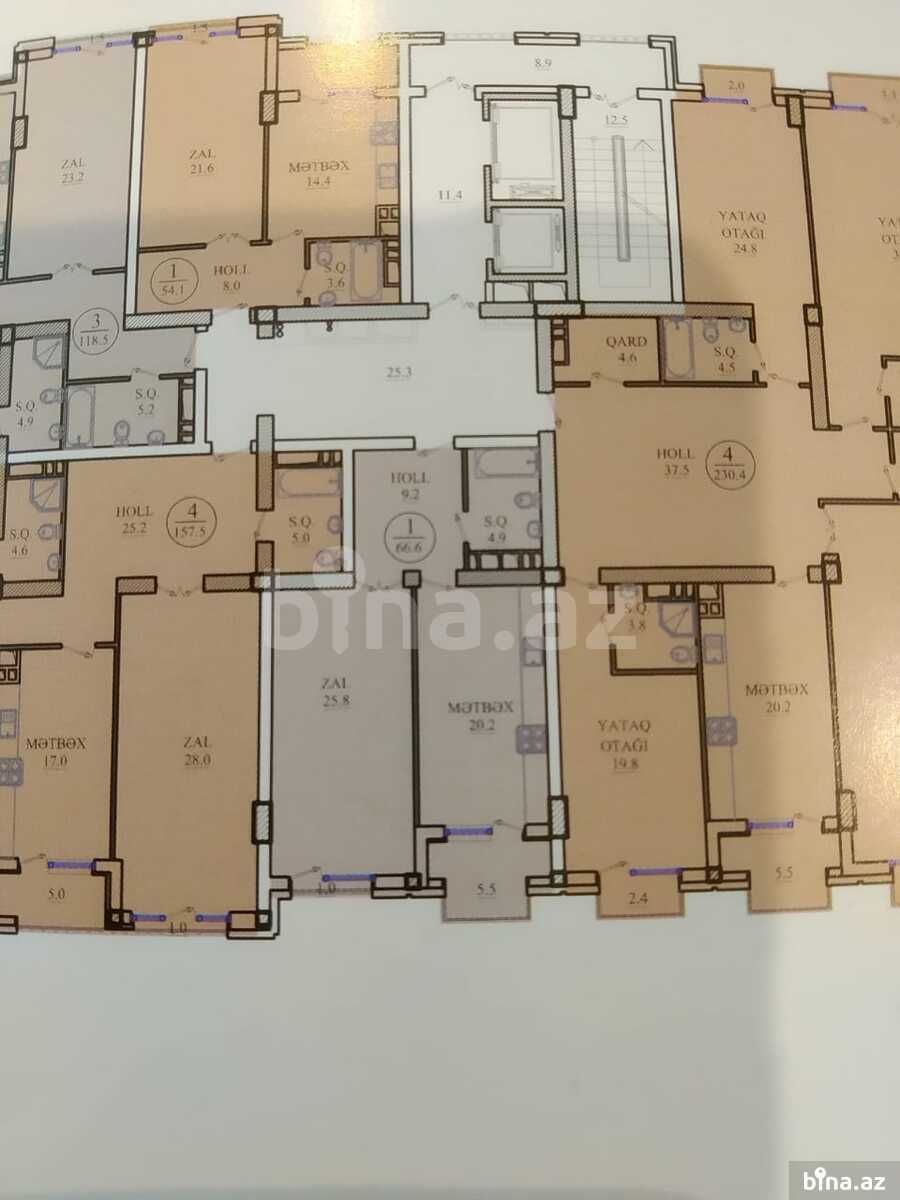 1.5
1.5
8.9
2.0
3.1
12.5
ZAL
23.2
ZAL
21.6
MƏTBƏX
14.4
11.4
YATAQ
OTAĞI
24.8
1
54.1
HOLL
8.0
S.Q.
3.6
3
118.5
QARD
4.6
S.Q.
4.5
25.3
S.Q.
4.9
S.Q.
5.2
HOLL
37.5
4
230.4
HOLL
9.2
HOLL
25.2
4
157.5
S.Q.
4.6
S.Q.
5.0
1
66.6
S.Q.
4.9
S.Q.
3.8
bina.az
ZAL
25.8
MƏTBƏX
20.2
MƏTBƏX
20.2
YATAQ
OTAĞI
19.8
MƏTBƏX
17.0
ZAL
28.0
5.0
1.0
1.0
5.5
2.4
5.5
bina.az